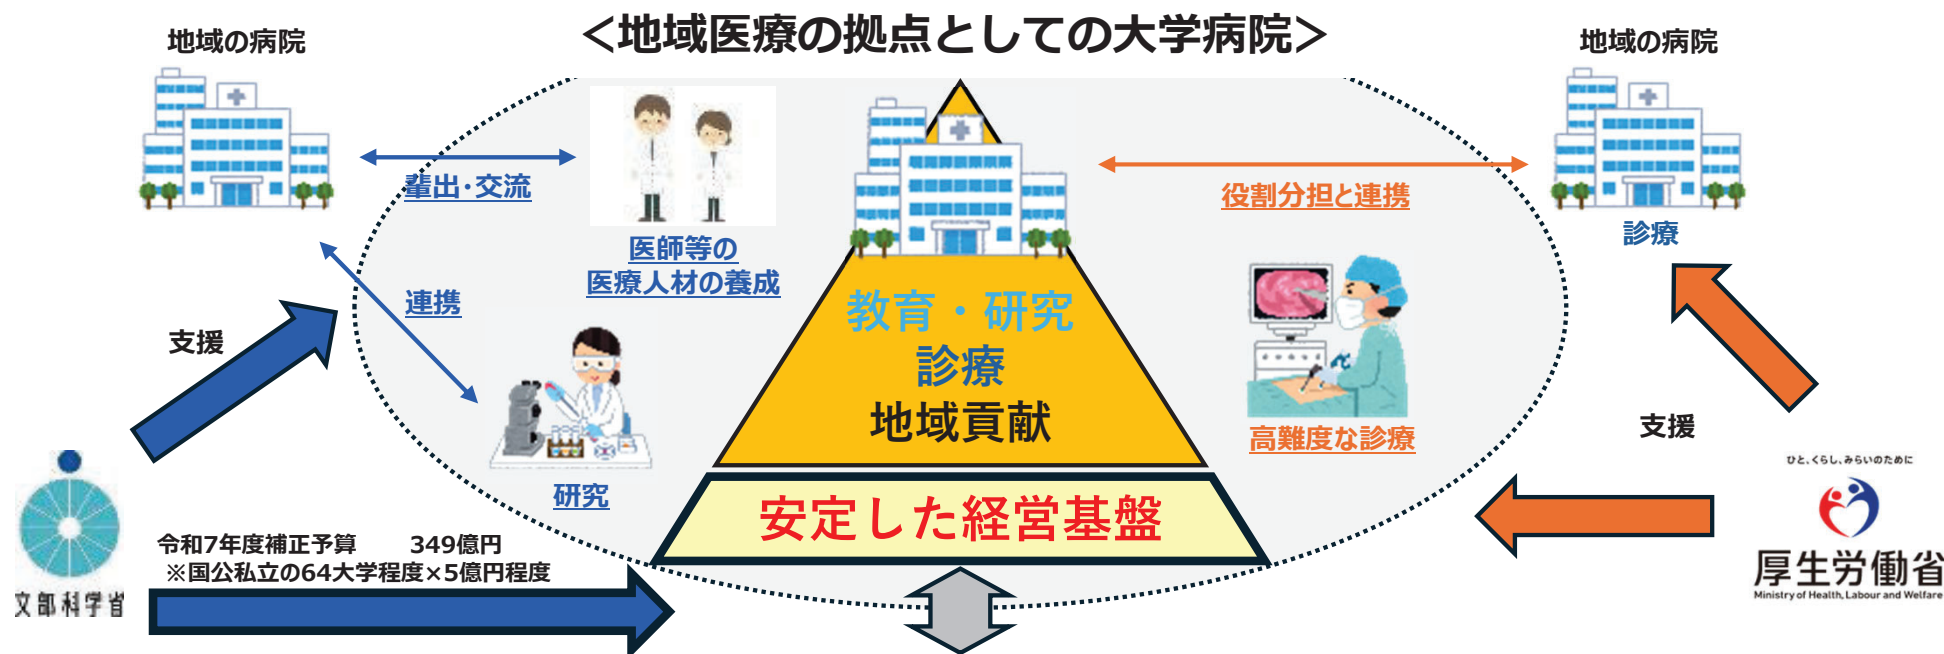 ＜地域医療の拠点としての大学病院＞
地域の病院
地域の病院
輩出・交流
役割分担と連携
診療
医師等の
医療人材の養成
連携
教育・研究
診療
地域貢献
支援
高難度な診療
支援
研究
安定した経営基盤
令和7年度補正予算　　349億円
※国公私立の64大学程度×5億円程度
文部科学省
ひと、くらし、みらいのために
厚生労働省
Ministry of Health, Labour and Welfare